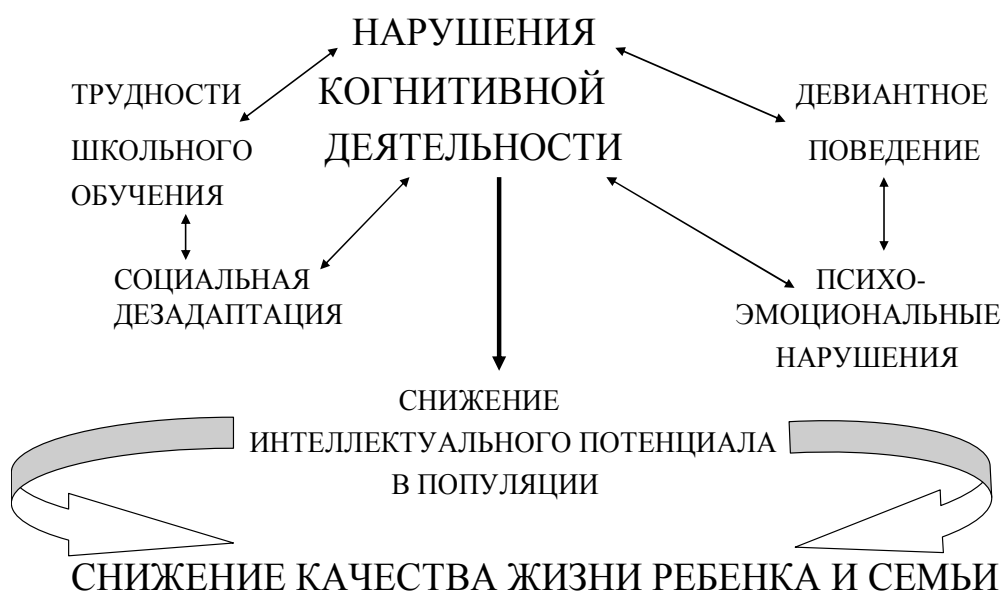 НАРУШЕНИЯ
КОГНИТИВНОЙ
ДЕЯТЕЛЬНОСТИ
ТРУДНОСТИ
ШКОЛЬНОГО
ОБУЧЕНИЯ
ДЕВИАНТНОЕ
ПОВЕДЕНИЕ
СОЦИАЛЬНАЯ
ДЕЗАДАПТАЦИЯ
ПСИХО-
ЭМОЦИОНАЛЬНЫЕ
НАРУШЕНИЯ
СНИЖЕНИЕ
ИНТЕЛЛЕКТУАЛЬНОГО ПОТЕНЦИАЛА
В ПОПУЛЯЦИИ
СНИЖЕНИЕ КАЧЕСТВА ЖИЗНИ РЕБЕНКА И СЕМЬИ